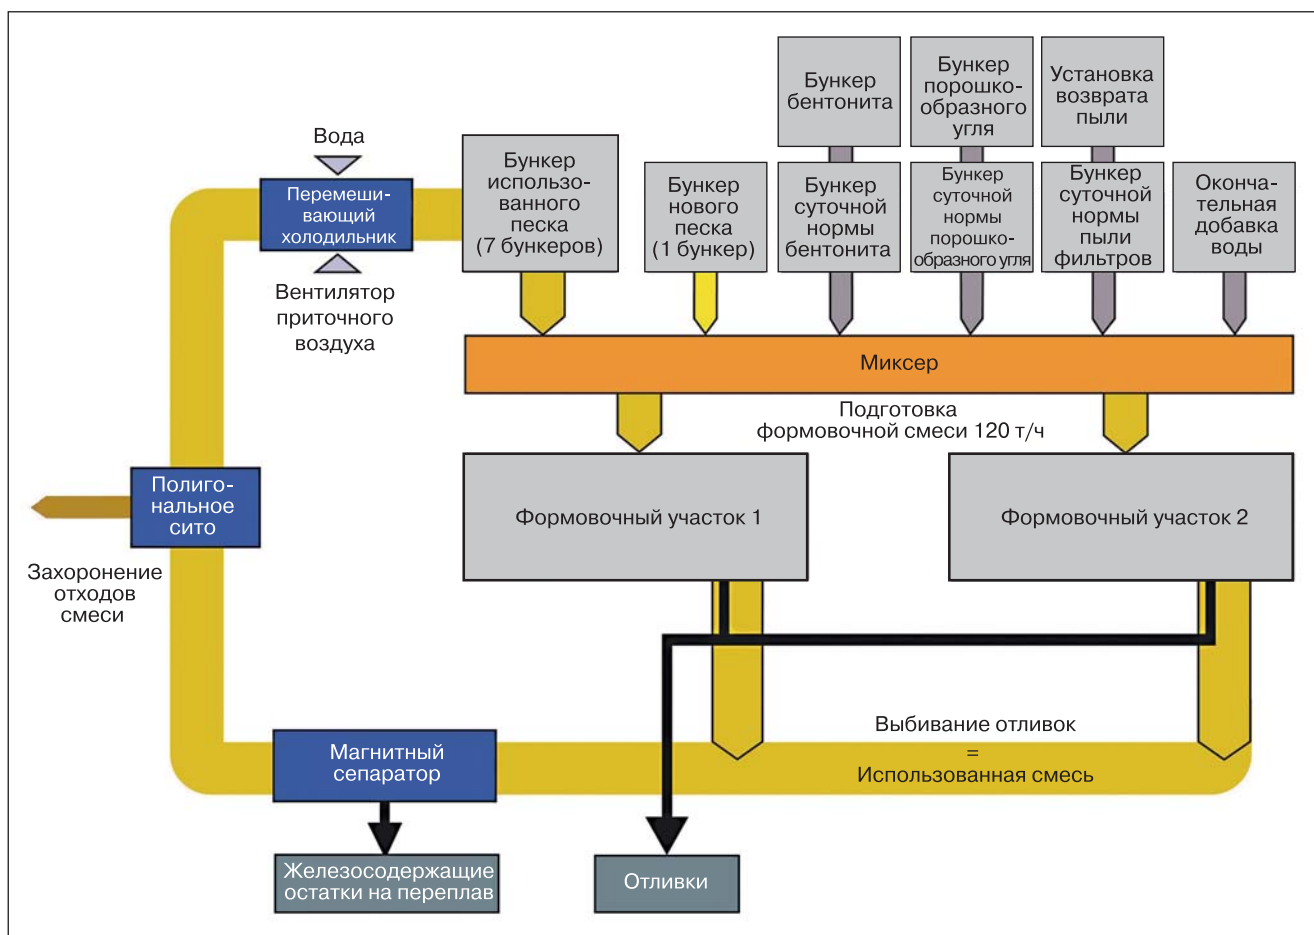 Бункер
бентонита
Бункер
порошко-
образного
угля
Установка
возврата
пыли
Вода
Перемеши-
вающий
холодильник
Вентилятор
приточного
воздуха
Бункер
использо-
ванного
песка
(7 бункеров)
Бункер
нового
песка
(1 бункер)
Бункер
суточной
нормы
бентонита
Бункер
суточной
нормы
порошко-
образного угля
Бункер
суточной
нормы
пыли
фильтров
Оконча-
тельная
добавка
воды
Миксер
Подготовка
формовочной смеси 120 т/ч
Полиго-
нальное
сито
Захоронение
отходов
смеси
Формовочный участок 1
Формовочный участок 2
Выбивание отливок
=
Использованная смесь
Магнитный
сепаратор
Железосодержащие
остатки на переплав
Отливки